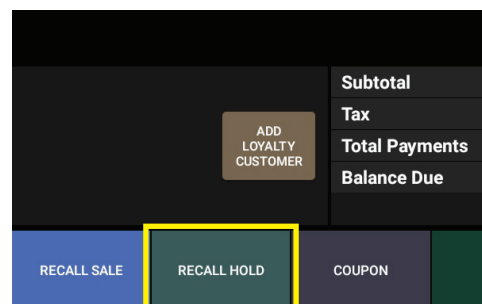 Subtotal
Tax
Total Payments
Balance Due
ADD
LOYALTY
CUSTOMER
RECALL SALE
RECALL HOLD
COUPON